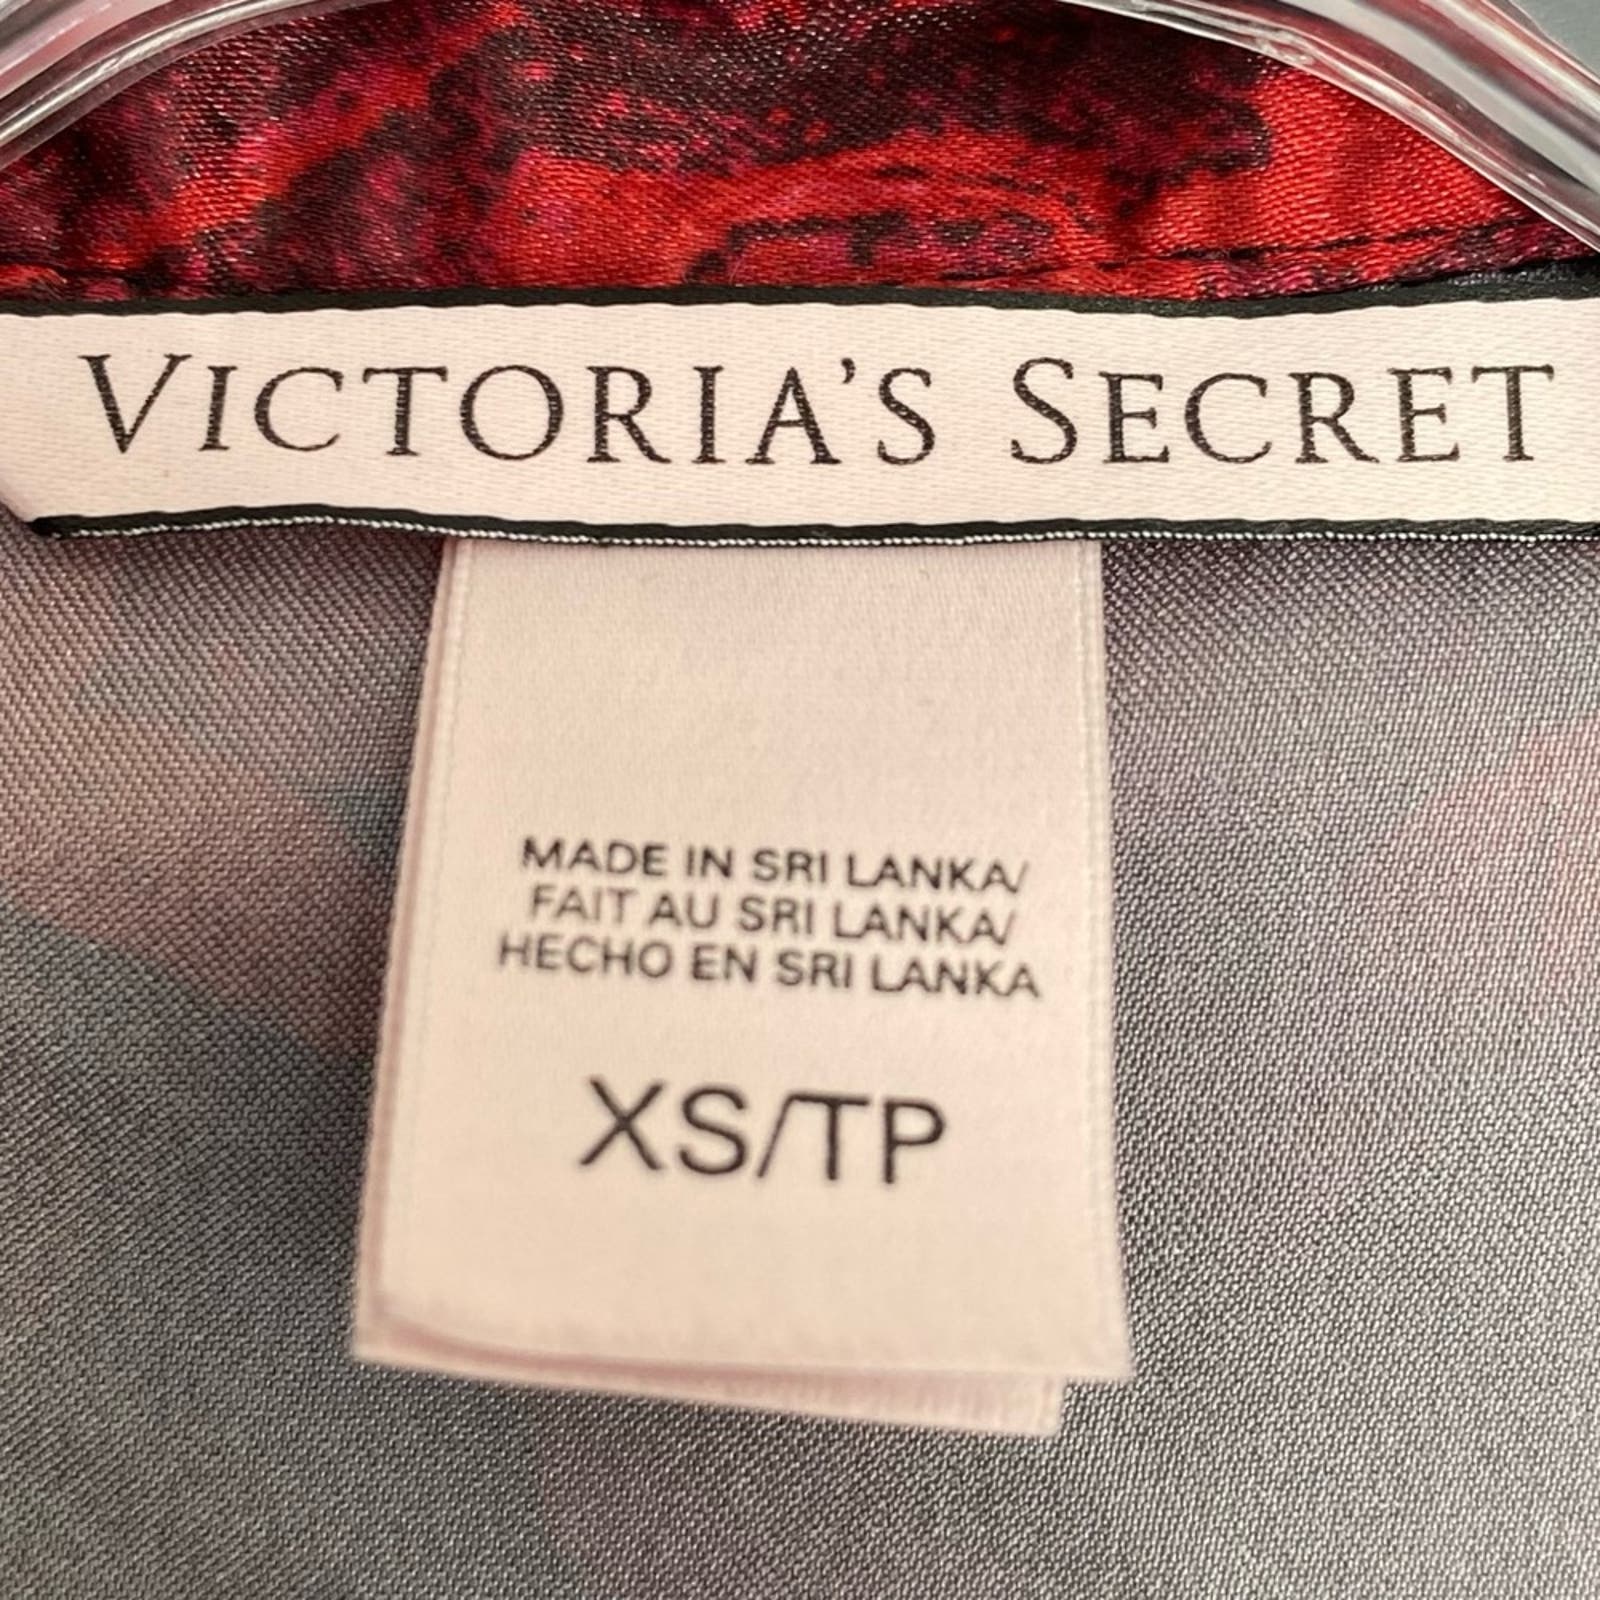 VICTORIA'S SECRET
MADE IN SRI LANKA/
FAIT AU SRI LANKA/
HECHO EN SRI LANKA
XS/TP